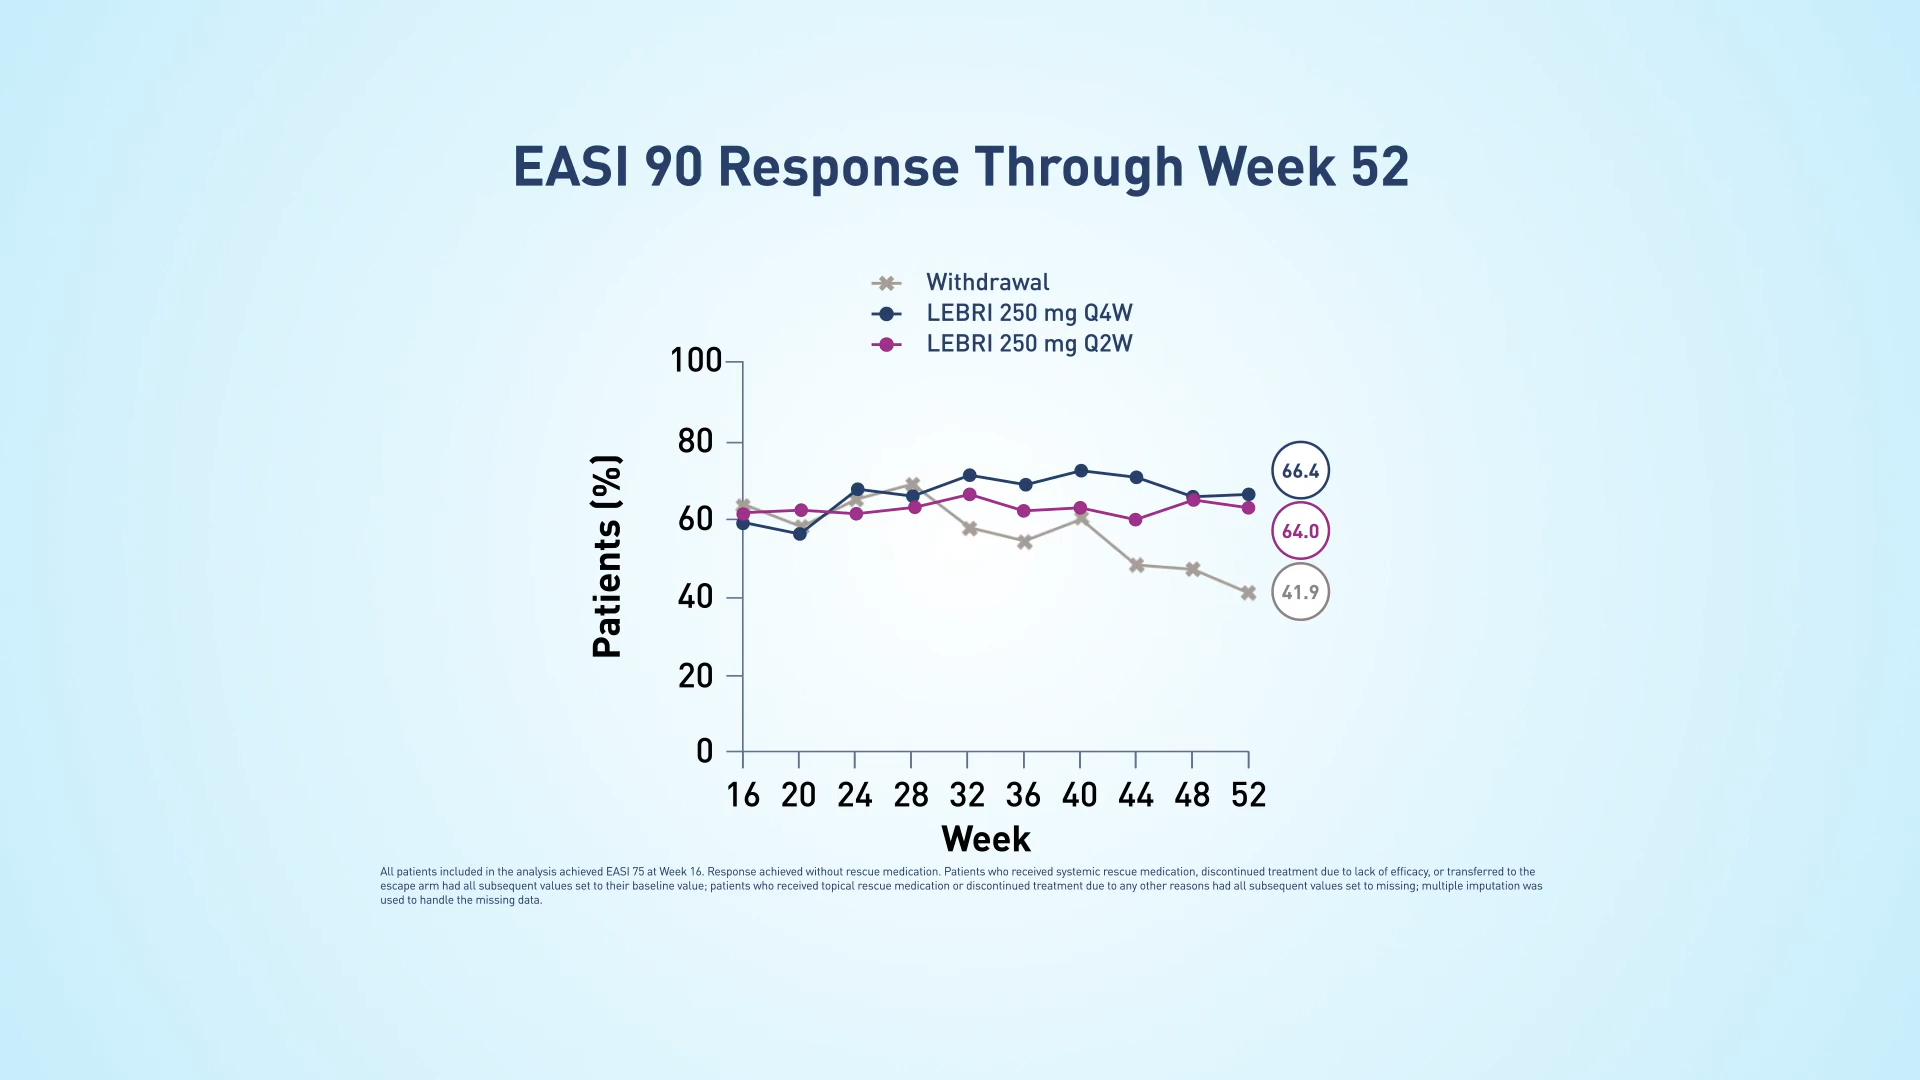 EASI 90 Response Through Week 52
Withdrawal
LEBRI 250 mg Q4W
LEBRI 250 mg Q2W
Patients (%)
100
80
60
40
20
0
66.4
64.0
41.9
16 20 24 28 32 36 40 44 48 52
Week
All patients included in the analysis achieved EASI 75 at Week 16. Response achieved without rescue medication. Patients who received systemic rescue medication, discontinued treatment due to lack of efficacy, or transferred to the
escape arm had all subsequent values set to their baseline value; patients who received topical rescue medication or discontinued treatment due to any other reasons had all subsequent values set to missing; multiple imputation was
used to handle the missing data.